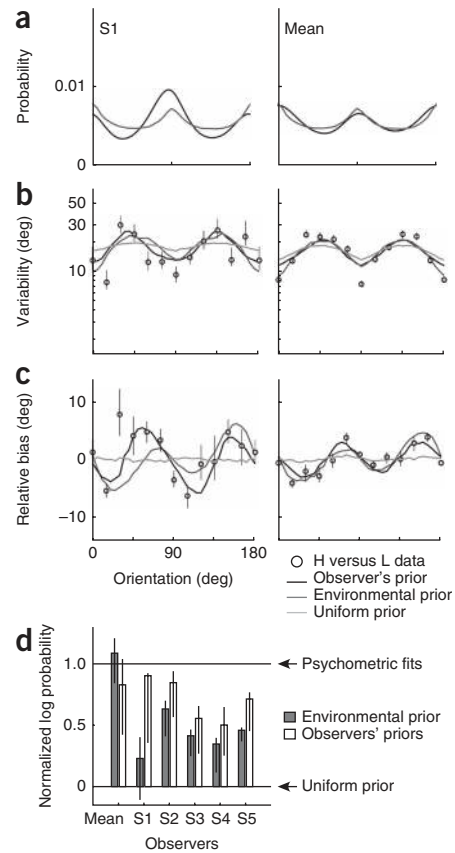 a
S1
Mean
Probability
0.01
0
b
Variability (deg)
50
30
10
c
Relative bias (deg)
10
0
−10
0
90
180
Orientation (deg)
H versus L data
Observer's prior
Environmental prior
Uniform prior
d
Normalized log probability
1.0
0.5
0
Psychometric fits
Environmental prior
Observers' priors
Uniform prior
Mean S1 S2 S3 S4 S5
Observers